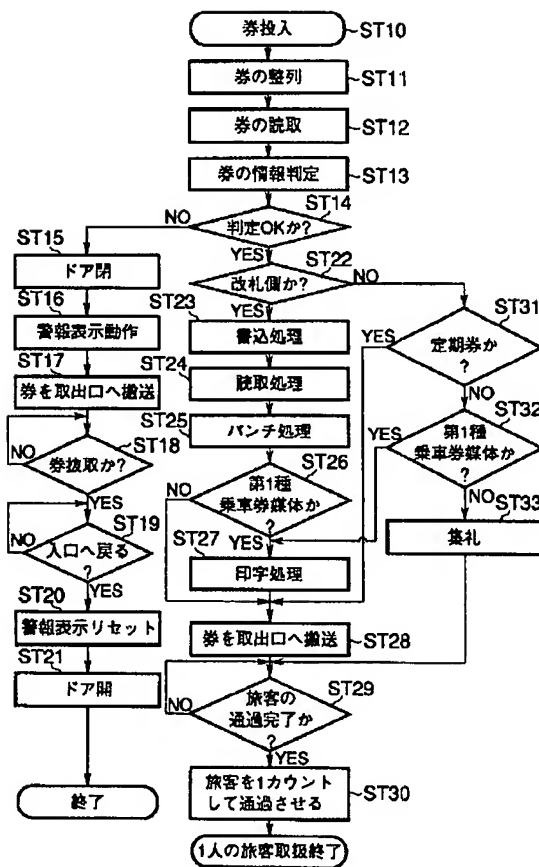 券投入
ST10
券の整列
ST11
券の読取
ST12
券の情報判定
ST13
判定OKか?
ST14
NO
YES
ST15
ドア閉
ST16
警報表示動作
ST17
券を取出口へ搬送
ST18
券抜取か?
NO
YES
ST19
入口へ戻る
?
NO
YES
ST20
警報表示リセット
ST21
ドア開
終了
ST22
改札側か?
NO
YES
ST23
書込処理
ST24
読取処理
ST25
パンチ処理
ST26
第1種
乗車券媒体か
?
NO
YES
ST27
印字処理
券を取出口へ搬送
ST28
ST29
旅客の
通過完了か
?
NO
YES
旅客を1カウント
して通過させる
ST30
1人の旅客取扱終了
ST31
定期券か
?
YES
NO
ST32
第1種
乗車券媒体か
?
YES
NO
ST33
集札